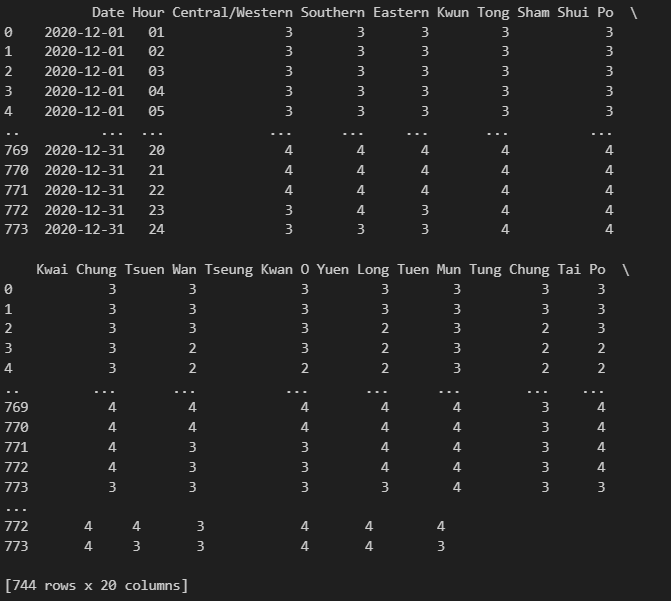 Date Hour Central/Western Southern Eastern Kwun Tong Sham Shui Po \
0 2020-12-01 01 3 3 3 3 3
1 2020-12-01 02 3 3 3 3 3
2 2020-12-01 03 3 3 3 3 3
3 2020-12-01 04 3 3 3 3 3
4 2020-12-01 05 3 3 3 3 3
.. ... ... ... ... ... ... ...
769 2020-12-31 20 4 4 4 4 4
770 2020-12-31 21 4 4 4 4 4
771 2020-12-31 22 4 4 4 4 4
772 2020-12-31 23 3 4 3 4 4
773 2020-12-31 24 3 3 3 4 4
Kwai Chung Tsuen Wan Tseung Kwan O Yuen Long Tuen Mun Tung Chung Tai Po \
0 3 3 3 3 3 3 3
1 3 3 3 3 3 3 3
2 3 3 3 2 3 2 3
3 3 2 3 2 3 2 2
4 3 2 2 2 3 2 2
.. ... ... ... ... ... ... ...
769 4 4 4 4 4 3 4
770 4 4 4 4 4 3 4
771 4 3 3 4 4 3 4
772 4 3 3 4 4 3 4
773 3 3 3 3 4 3 3
...
772 4 4 3 4 4 4
773 4 3 3 4 4 3
[744 rows x 20 columns]